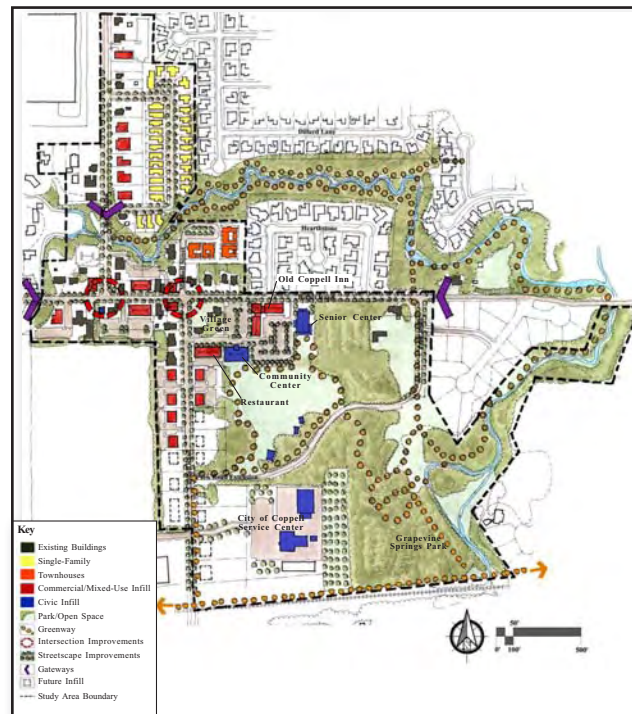 Dillard Lane
Hearthstone
Old Coppell Inn
Village
Green
Senior Center
Community
Center
Restaurant
City of Coppell
Service Center
Grapevine
Springs Park
Key
Existing Buildings
Single-Family
Townhouses
Commercial/Mixed-Use Infill
Civic Infill
Park/Open Space
Greenway
Intersection Improvements
Streetscape Improvements
Gateways
Future Infill
Study Area Boundary
50'
0' 100' 500'